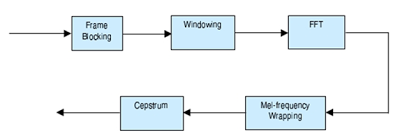 Frame
Blocking
Windowing
FFT
Mel-frequency
Wrapping
Cepstrum